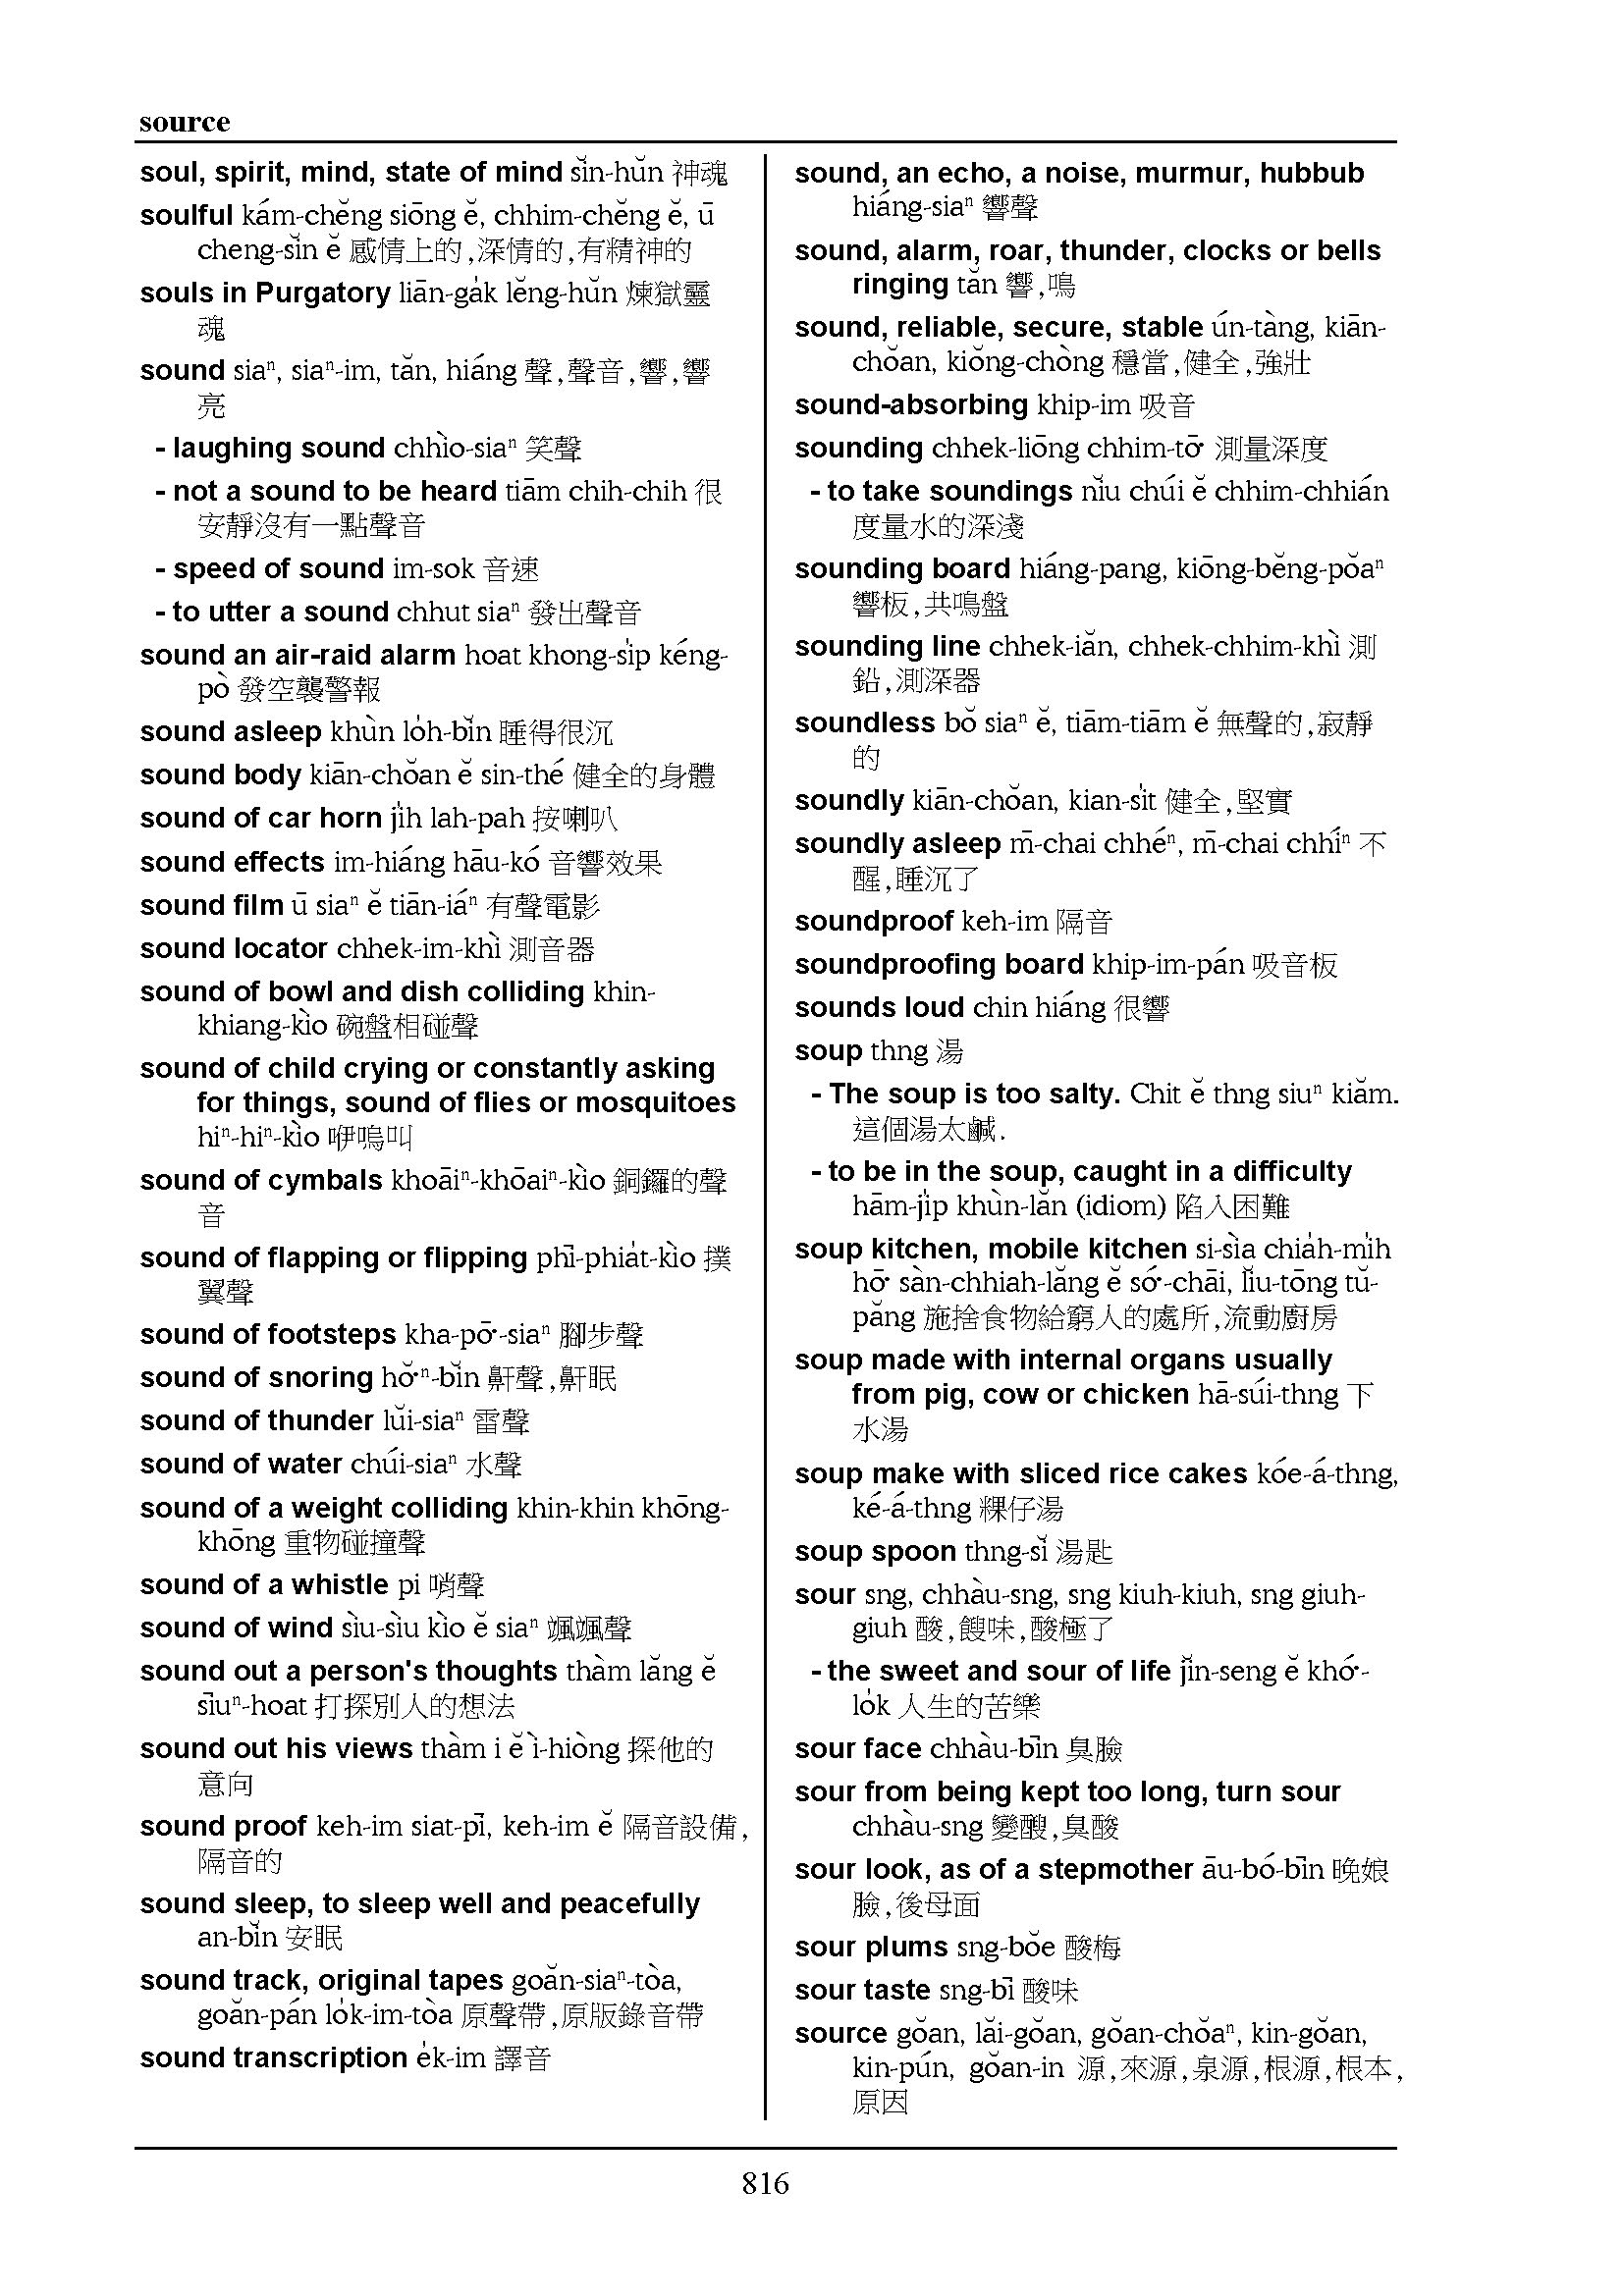 source
soul, spirit, mind, state of mind sĭn-hŭn 神魂
soulful kám-chĕng siōng ĕ, chhim-chĕng ĕ, ū
cheng-sĭn ĕ 感情上的,深情的,有精神的
souls in Purgatory liān-ga̍k lĕng-hŭn 煉獄靈
魂
sound siaⁿ, siaⁿ-im, tăn, hiáng 聲,聲音,響,響
亮
- laughing sound chhìo-siaⁿ 笑聲
- not a sound to be heard tiām chih-chih 很
安靜沒有一點聲音
- speed of sound im-sok 音速
- to utter a sound chhut siaⁿ 發出聲音
sound an air-raid alarm hoat khong-si̍p kéng-
pò 發空襲警報
sound asleep khùn lo̍h-bĭn 睡得很沉
sound body kiān-chŏan ĕ sin-thé 健全的身體
sound of car horn ji̍h lah-pah 按喇叭
sound effects im-hiáng hāu-kó 音響效果
sound film ū siaⁿ ĕ tiān-iáⁿ 有聲電影
sound locator chhek-im-khì 測音器
sound of bowl and dish colliding khin-
khiang-kìo 碗盤相碰聲
sound of child crying or constantly asking
for things, sound of flies or mosquitoes
hiⁿ-hiⁿ-kìo 咿嗚叫
sound of cymbals khoāiⁿ-khōaiⁿ-kìo 銅鑼的聲
音
sound of flapping or flipping phī-phia̍t-kìo 撲
翼聲
sound of footsteps kha-pō͘-siaⁿ 腳步聲
sound of snoring hŏ͘ⁿ-bĭn 鼾聲,鼾眠
sound of thunder lŭi-siaⁿ 雷聲
sound of water chúi-siaⁿ 水聲
sound of a weight colliding khin-khin khōng-
khōng 重物碰撞聲
sound of a whistle pi 哨聲
sound of wind sìu-sìu kìo ĕ siaⁿ 颯颯聲
sound out a person's thoughts thàm lăng ĕ
sīuⁿ-hoat 打探別人的想法
sound out his views thàm i ĕ ì-hiòng 探他的
意向
sound proof keh-im siat-pī, keh-im ĕ 隔音設備,
隔音的
sound sleep, to sleep well and peacefully
an-bĭn 安眠
sound track, original tapes goăn-siaⁿ-tòa,
goăn-pán lo̍k-im-tòa 原聲帶,原版錄音帶
sound transcription e̍k-im 譯音
sound, an echo, a noise, murmur, hubbub
hiáng-siaⁿ 響聲
sound, alarm, roar, thunder, clocks or bells
ringing tăn 響,鳴
sound, reliable, secure, stable ún-tàng, kiān-
chŏan, kiŏng-chòng 穩當,健全,強壯
sound-absorbing khip-im 吸音
sounding chhek-liōng chhim-tō͘ 測量深度
- to take soundings nĭu chúi ĕ chhim-chhián
度量水的深淺
sounding board hiáng-pang, kiōng-bĕng-pŏaⁿ
響板,共鳴盤
sounding line chhek-iăn, chhek-chhim-khì 測
鉛,測深器
soundless bŏ siaⁿ ĕ, tiām-tiām ĕ 無聲的,寂靜
的
soundly kiān-chŏan, kian-si̍t 健全,堅實
soundly asleep m̄-chai chhéⁿ, m̄-chai chhíⁿ 不
醒,睡沉了
soundproof keh-im 隔音
soundproofing board khip-im-pán 吸音板
sounds loud chin hiáng 很響
soup thng 湯
- The soup is too salty. Chit ĕ thng siuⁿ kiăm.
這個湯太鹹.
- to be in the soup, caught in a difficulty
hām-ji̍p khùn-lăn (idiom) 陷入困難
soup kitchen, mobile kitchen si-sìa chia̍h-mi̍h
hō͘ sàn-chhiah-lăng ĕ só͘-chāi, lĭu-tōng tŭ-
păng 施捨食物給窮人的處所,流動廚房
soup made with internal organs usually
from pig, cow or chicken hā-súi-thng 下
水湯
soup make with sliced rice cakes kóe-á-thng,
ké-á-thng 粿仔湯
soup spoon thng-sĭ 湯匙
sour sng, chhàu-sng, sng kiuh-kiuh, sng giuh-
giuh 酸,餿味,酸極了
- the sweet and sour of life jĭn-seng ĕ khó͘-
lo̍k 人生的苦樂
sour face chhàu-bīn 臭臉
sour from being kept too long, turn sour
chhàu-sng 變醙,臭酸
sour look, as of a stepmother āu-bó-bīn 晚娘
臉,後母面
sour plums sng-bŏe 酸梅
sour taste sng-bī 酸味
source gŏan, lăi-gŏan, gŏan-chŏaⁿ, kin-gŏan,
kin-pún, gŏan-in 源,來源,泉源,根源,根本,
原因
816